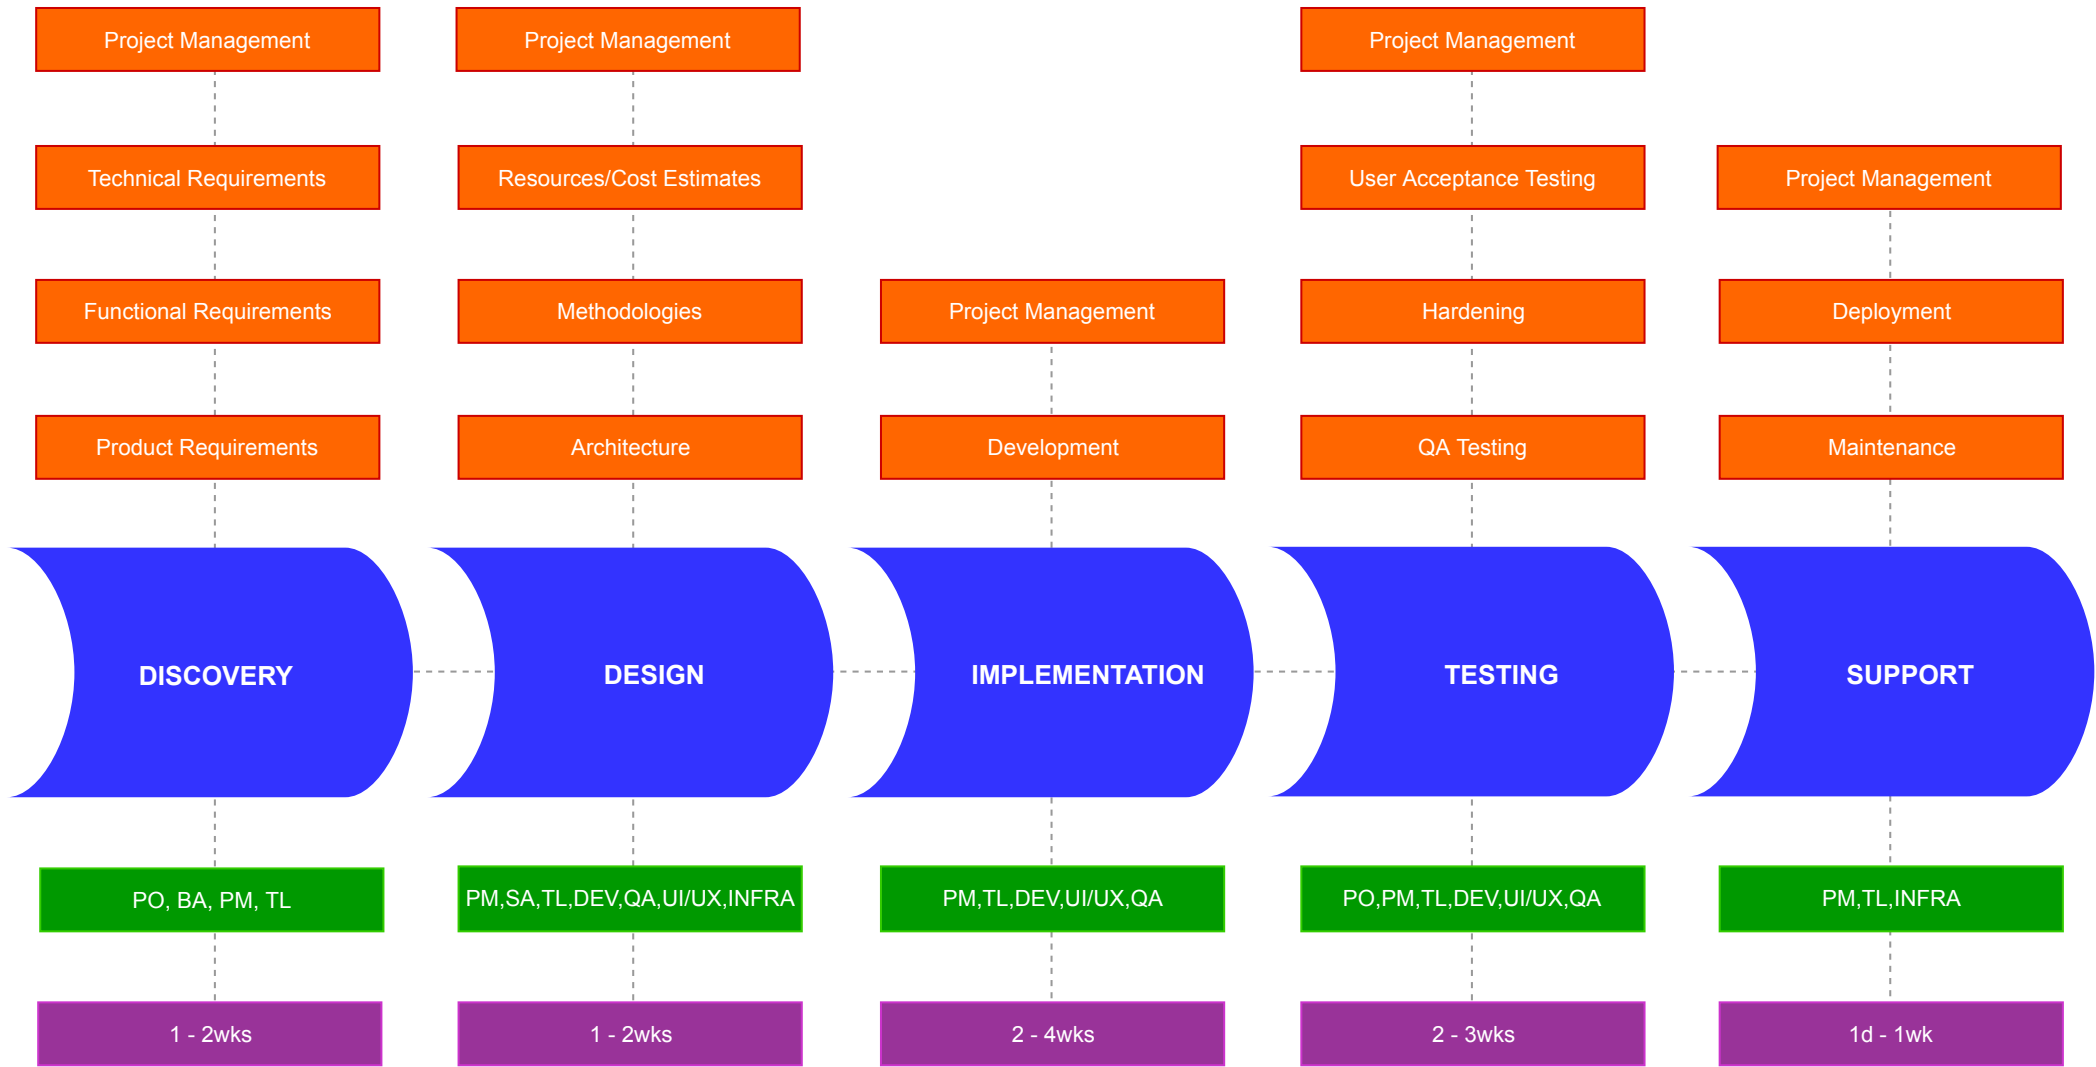 Project Management
Project Management
Project Management
Technical Requirements
Resources/Cost Estimates
User Acceptance Testing
Project Management
Functional Requirements
Methodologies
Project Management
Hardening
Deployment
Product Requirements
Architecture
Development
QA Testing
Maintenance
DISCOVERY
DESIGN
IMPLEMENTATION
TESTING
SUPPORT
PO, BA, PM, TL
PM,SA,TL,DEV,QA,UI/UX,INFRA
PM,TL,DEV,UI/UX,QA
PO,PM,TL,DEV,UI/UX,QA
PM,TL,INFRA
1 - 2wks
1 - 2wks
2 - 4wks
2 - 3wks
1d - 1wk